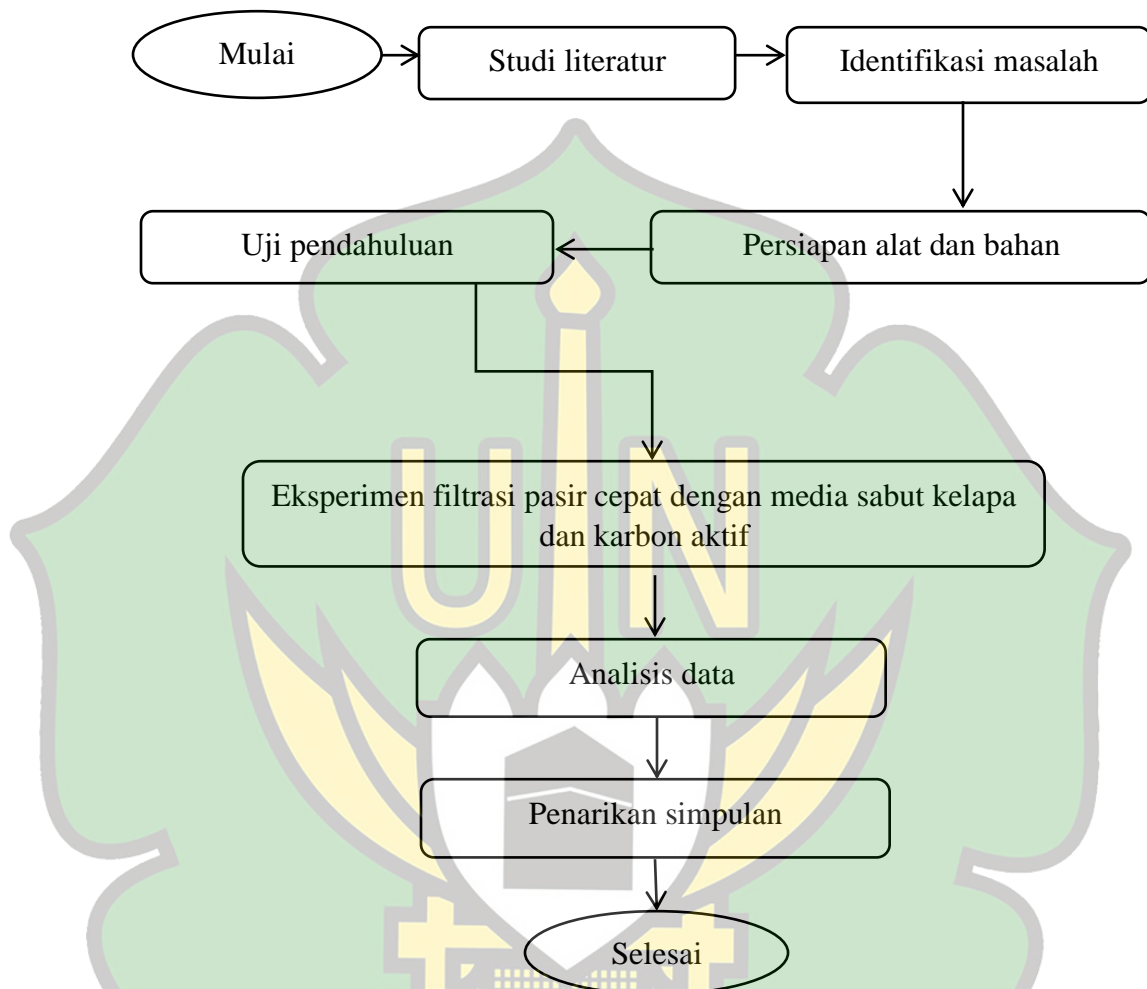 Mulai
Studi literatur
Identifikasi masalah
Persiapan alat dan bahan
Uji pendahuluan
Eksperimen filtrasi pasir cepat dengan media sabut kelapa
dan karbon aktif
UIN
Analisis data
Penarikan simpulan
Selesai